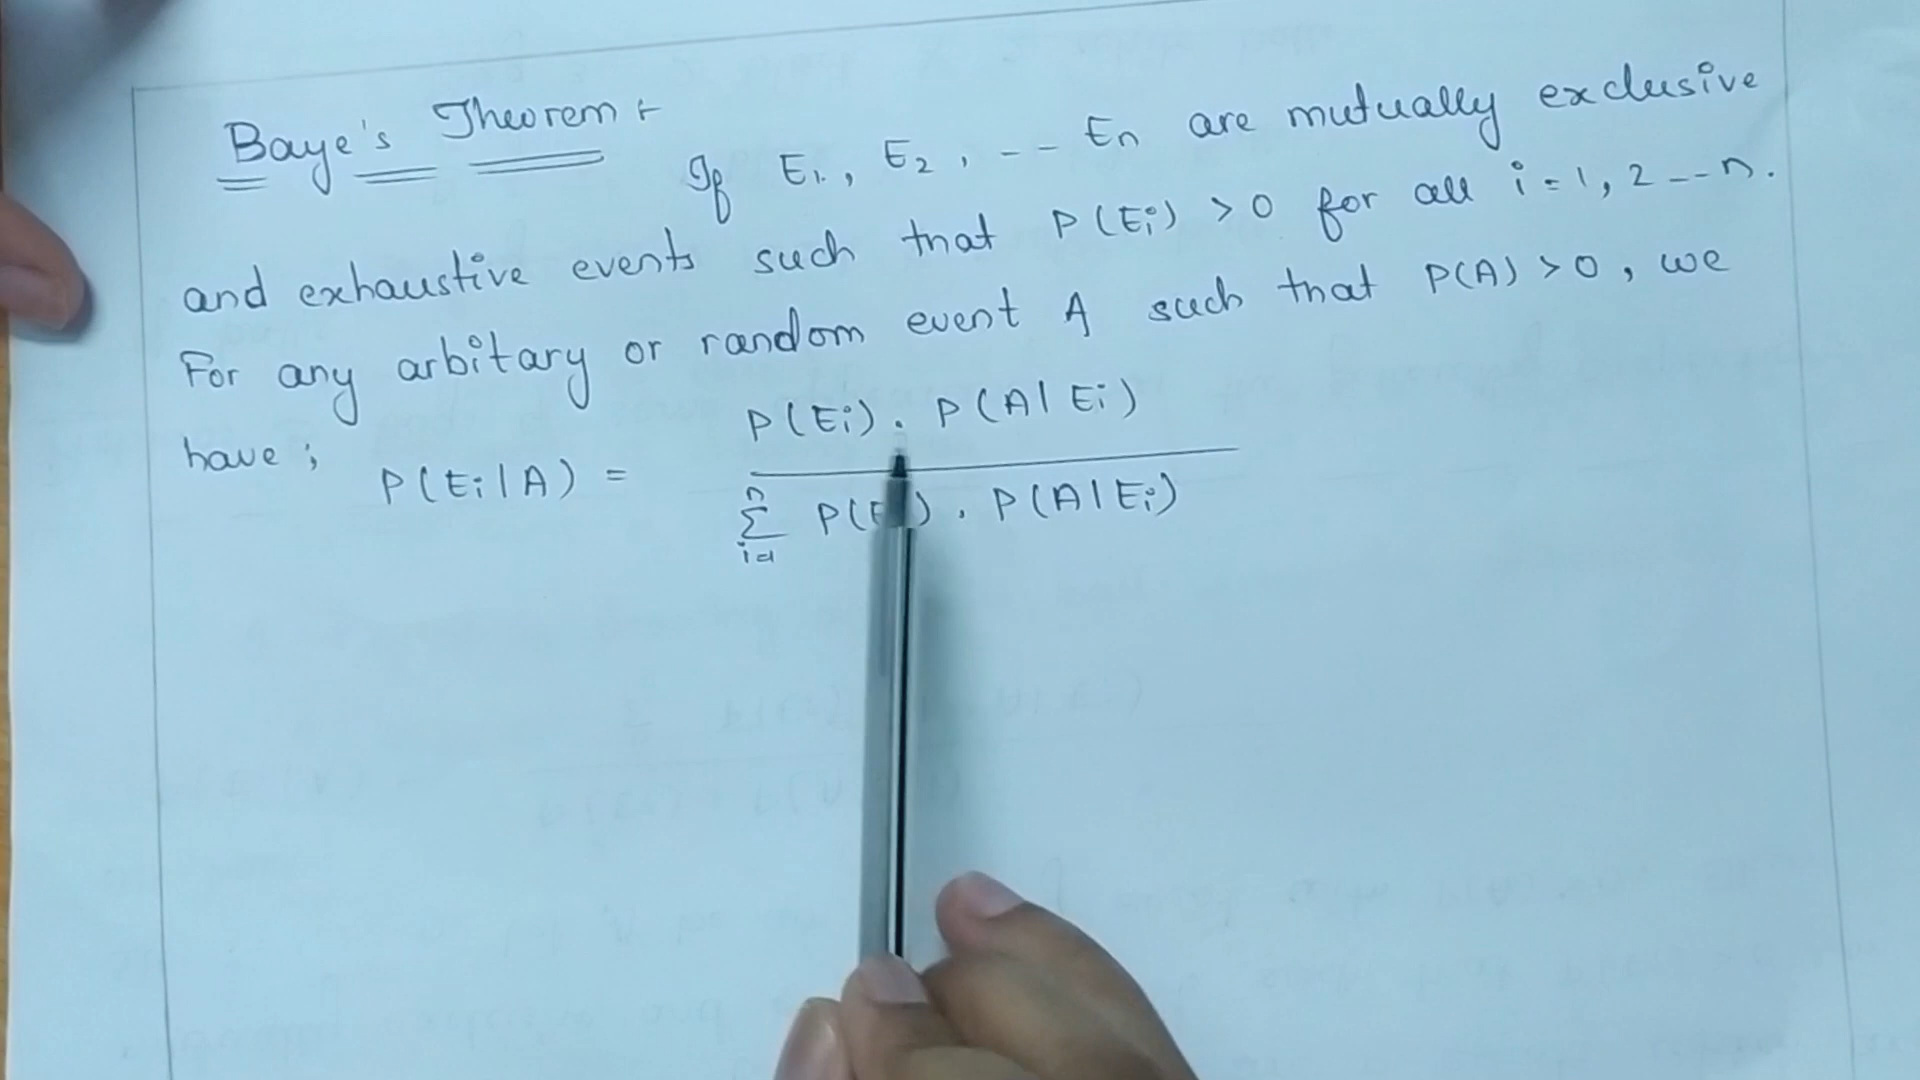 Baye's Theorem :-
If E1, E2, -- En are mutually exclusive
and exhaustive events such that P(Ei) > 0 for all i = 1, 2 -- n.
For any arbitary or random event A such that P(A) > 0, we
have ;
P(Ei). P(A| Ei)
P(Ei|A) =
n
Σ P(E ). P(A|Ei)
i=1